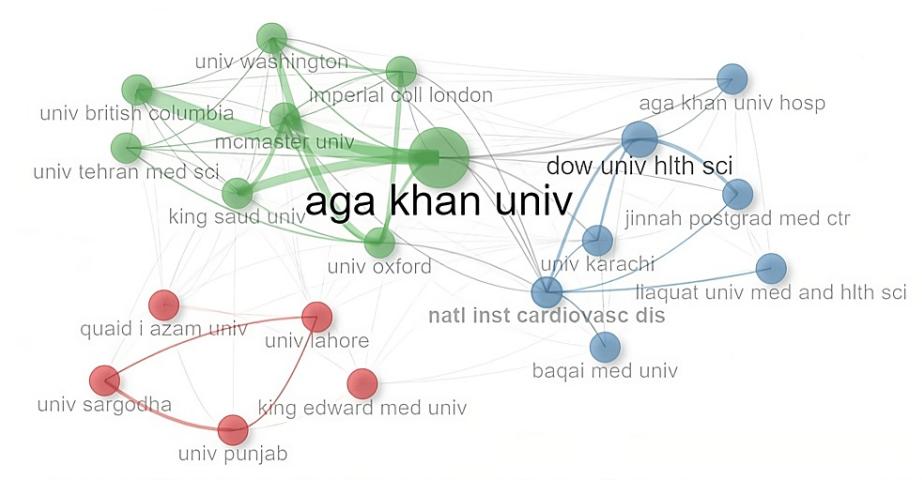 univ washington
imperial coll london
aga khan univ hosp
univ british columbia
mcmaster univ
dow univ hlth sci
univ tehran med sci
aga khan univ
king saud univ
jinnah postgrad med ctr
univ oxford
univ karachi
liaquat univ med and hlth sci
natl inst cardiovasc dis
quaid i azam univ
univ lahore
baqai med univ
univ sargodha
king edward med univ
univ punjab